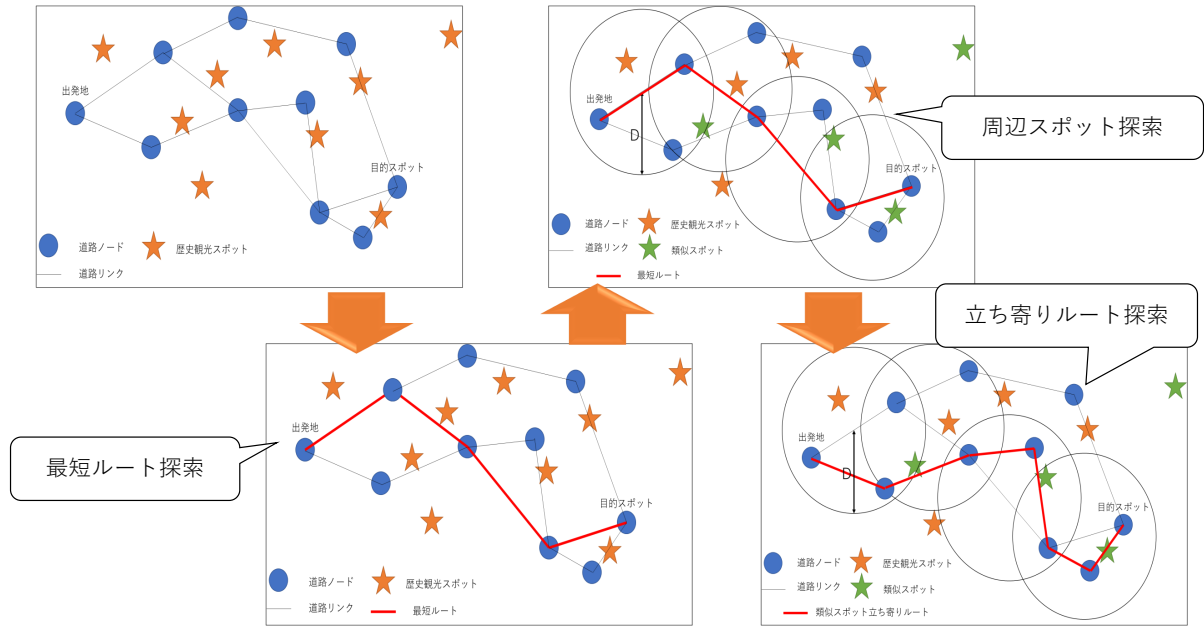 出発地
目的スポット
道路ノード
歴史観光スポット
道路リンク
出発地
D
目的スポット
道路ノード
歴史観光スポット
道路リンク
類似スポット
最短ルート
周辺スポット探索
最短ルート探索
出発地
目的スポット
道路ノード
歴史観光スポット
道路リンク
最短ルート
立ち寄りルート探索
出発地
D
目的スポット
道路ノード
歴史観光スポット
道路リンク
類似スポット
類似スポット立ち寄りルート